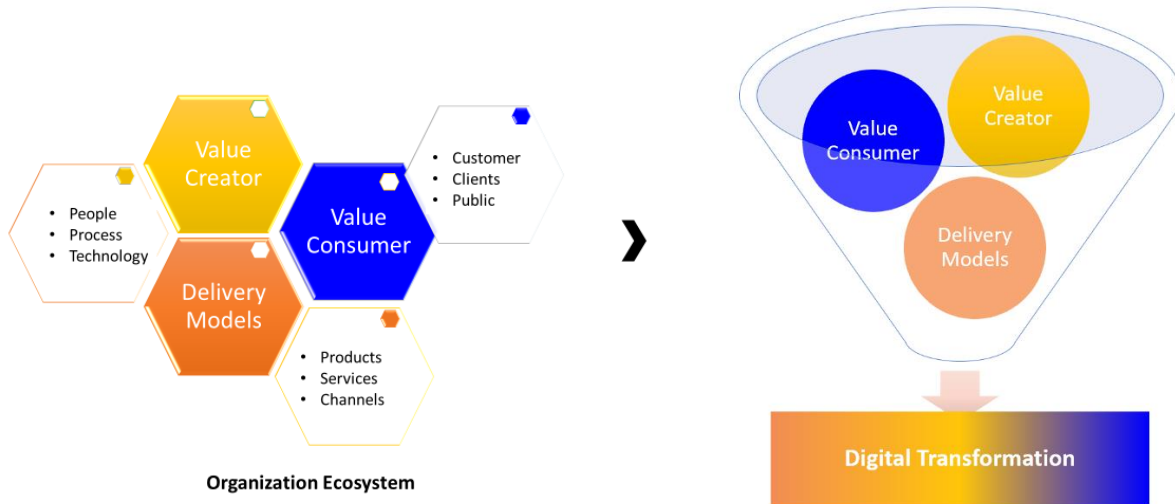 Value
Creator
• People
• Process
• Technology
Value
Consumer
• Customer
• Clients
• Public
Delivery
Models
• Products
• Services
• Channels
Organization Ecosystem
Value
Consumer
Value
Creator
Delivery
Models
Digital Transformation